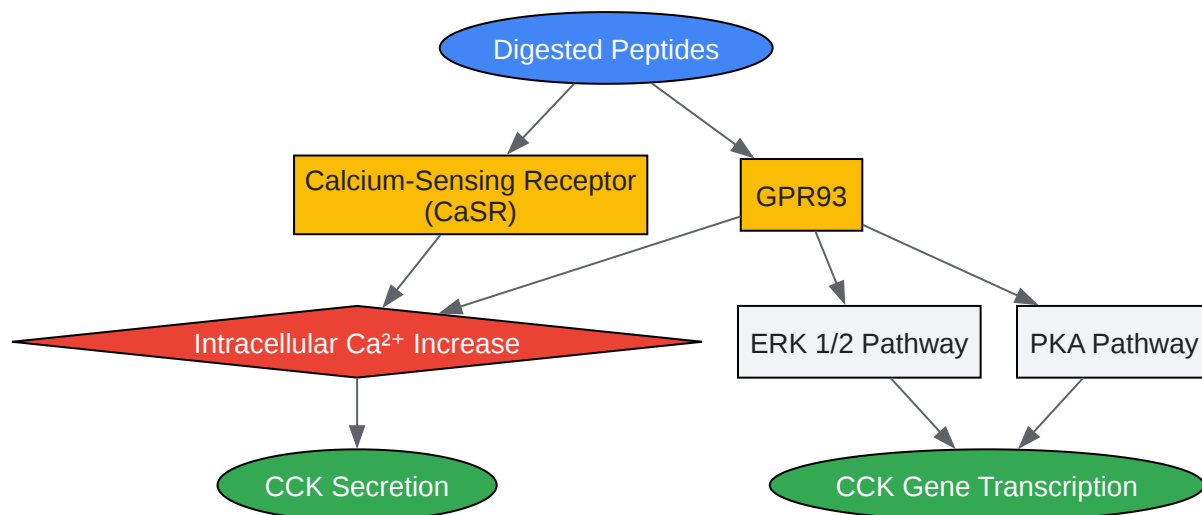 Digested Peptides
Calcium-Sensing Receptor
(CaSR)
GPR93
Intracellular Ca²⁺ Increase
ERK 1/2 Pathway
PKA Pathway
CCK Secretion
CCK Gene Transcription